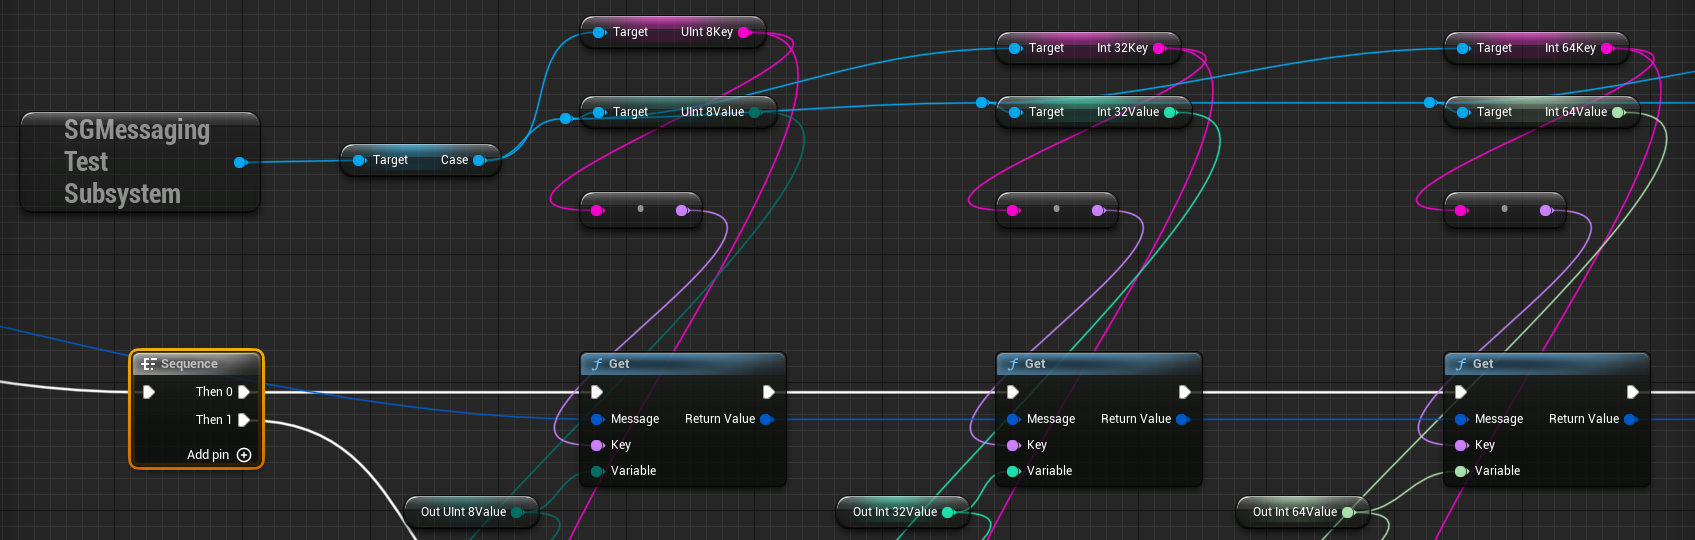 Target UInt 8Key
Target Int 32Key
Target Int 64Key
Target UInt 8Value
Target Int 32Value
Target Int 64Value
SGMessaging
Test
Subsystem
Target Case
Sequence
Then 0
Then 1
Add pin
Get
Message Return Value
Key
Variable
Get
Message Return Value
Key
Variable
Get
Message Return Value
Key
Variable
Out UInt 8Value
Out Int 32Value
Out Int 64Value